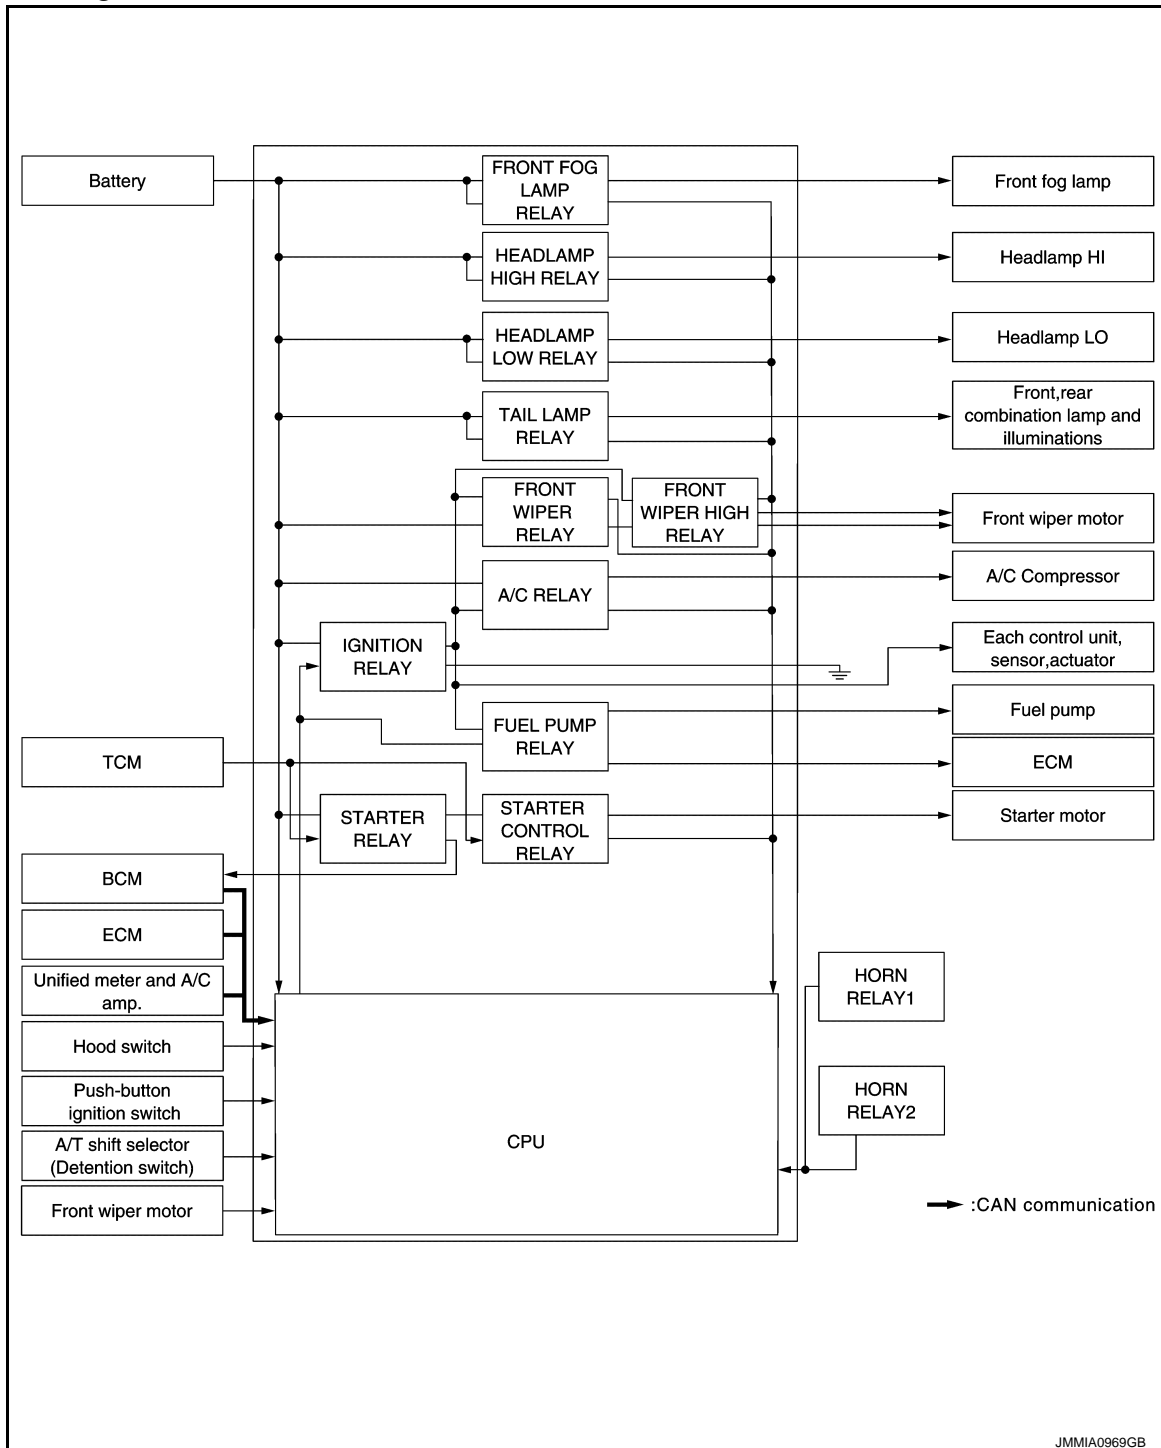 Battery
FRONT FOG
LAMP
RELAY
Front fog lamp
HEADLAMP
HIGH RELAY
Headlamp HI
HEADLAMP
LOW RELAY
Headlamp LO
TAIL LAMP
RELAY
Front,rear
combination lamp and
illuminations
FRONT
WIPER
RELAY
FRONT
WIPER HIGH
RELAY
Front wiper motor
A/C RELAY
A/C Compressor
IGNITION
RELAY
Each control unit,
sensor,actuator
FUEL PUMP
RELAY
Fuel pump
TCM
ECM
STARTER
RELAY
STARTER
CONTROL
RELAY
Starter motor
BCM
ECM
Unified meter and A/C
amp.
HORN
RELAY1
Hood switch
Push-button
ignition switch
HORN
RELAY2
A/T shift selector
(Detention switch)
CPU
Front wiper motor
:CAN communication
JMMIA0969GB